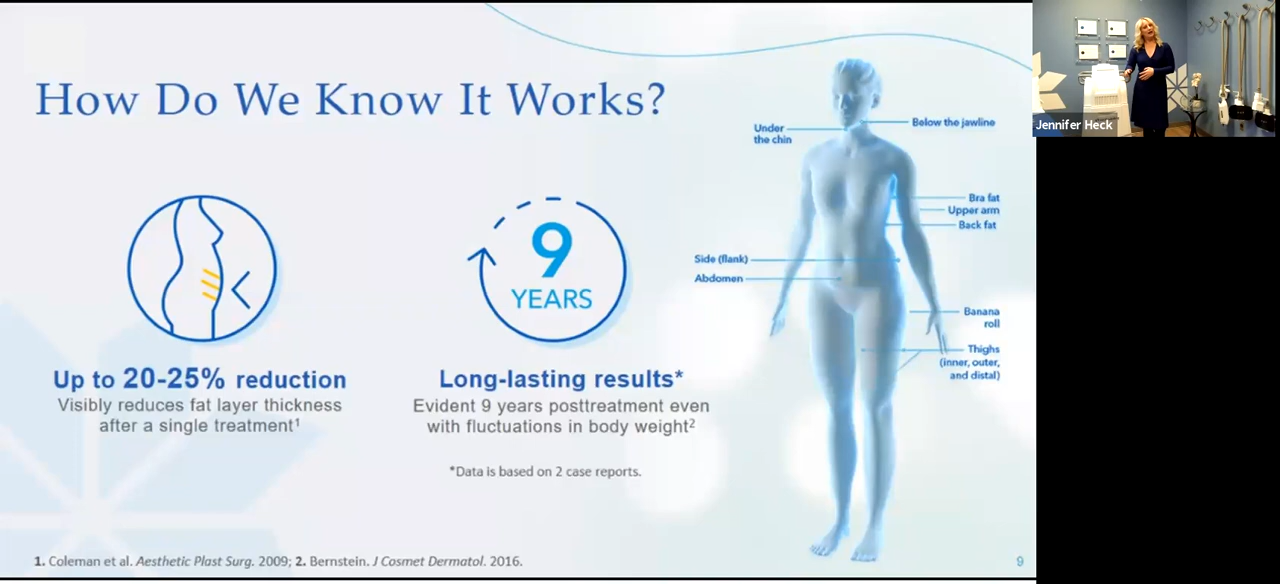 How Do We Know It Works?
Under
the chin
Below the jawline
Bra fat
Upper arm
Back fat
Side (flank)
Abdomen
Banana
roll
Thighs
(inner, outer,
and distal)
9
YEARS
Up to 20-25% reduction
Visibly reduces fat layer thickness
after a single treatment¹
Long-lasting results*
Evident 9 years posttreatment even
with fluctuations in body weight²
*Data is based on 2 case reports.
1. Coleman et al. Aesthetic Plast Surg. 2009; 2. Bernstein. J Cosmet Dermatol. 2016.
9
Jennifer Heck